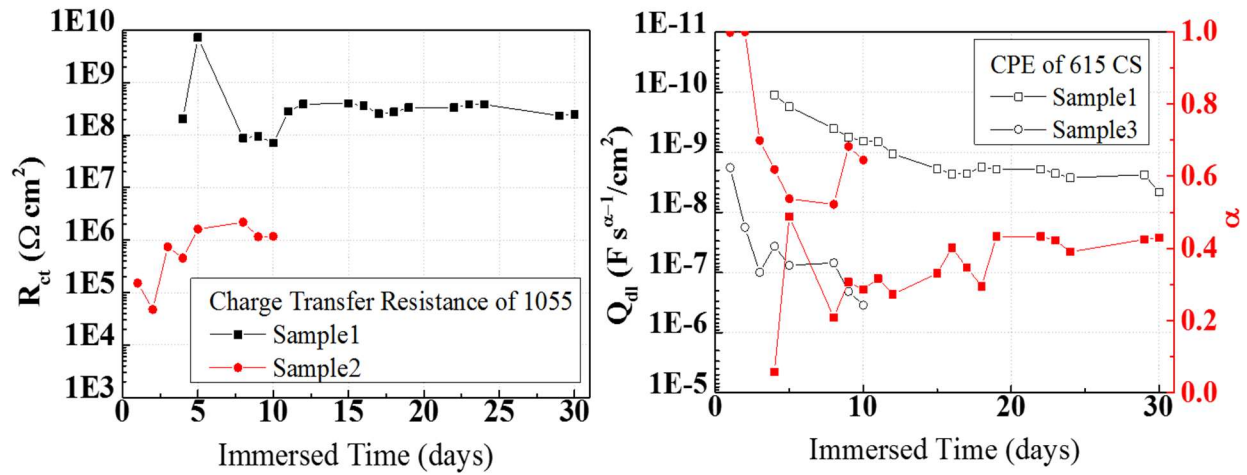 1E10
1E9
1E8
1E7
1E6
1E5
1E4
1E3
R_ct (Ω cm²)
0 5 10 15 20 25 30
Immersed Time (days)
Charge Transfer Resistance of 1055
Sample1
Sample2
1E-11
1E-10
1E-9
1E-8
1E-7
1E-6
1E-5
Q_dl (F s^α−1/cm²)
0 10 20 30
Immersed Time (days)
CPE of 615 CS
Sample1
Sample3
1.0
0.8
0.6
0.4
0.2
0.0
α